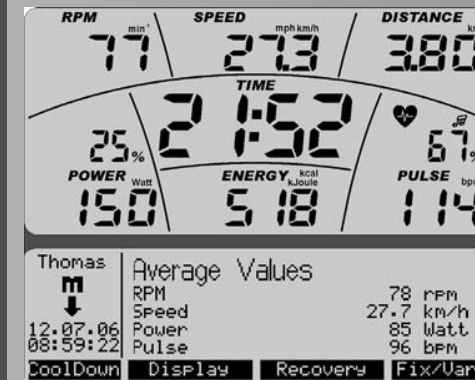 RPM SPEED DISTANCE
min⁻ mph km/h
77 27.3 3.80
TIME
21:52
25% 67%
POWER Watt ENERGY kcal kJoule PULSE
150 518 114
Thomas
m
12.07.06
08:59:22
Average Values
RPM 78 rpm
Speed 27.7 km/h
Power 85 Watt
Pulse 96 bpm
CoolDown Display Recovery Fix/Var